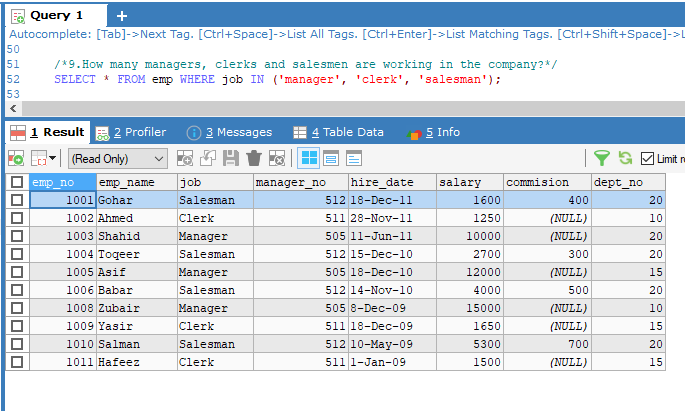 Query 1
Autocomplete: [Tab]->Next Tag. [Ctrl+Space]->List All Tags. [Ctrl+Enter]->List Matching Tags. [Ctrl+Shift+Space]->L
50
51 /*9.How many managers, clerks and salesmen are working in the company?*/
52 SELECT * FROM emp WHERE job IN ('manager', 'clerk', 'salesman');
53
1 Result 2 Profiler 3 Messages 4 Table Data 5 Info
(Read Only) Limit r
emp_no emp_name job manager_no hire_date salary commision dept_no
1001 Gohar Salesman 512 18-Dec-11 1600 400 20
1002 Ahmed Clerk 511 28-Nov-11 1250 (NULL) 10
1003 Shahid Manager 505 11-Jun-11 10000 (NULL) 20
1004 Toqeer Salesman 512 15-Dec-10 2700 300 20
1005 Asif Manager 505 18-Dec-10 12000 (NULL) 15
1006 Babar Salesman 512 14-Nov-10 4000 500 20
1008 Zubair Manager 505 8-Dec-09 15000 (NULL) 10
1009 Yasir Clerk 511 18-Dec-09 1650 (NULL) 15
1010 Salman Salesman 512 10-May-09 5300 700 20
1011 Hafeez Clerk 511 1-Jan-09 1500 (NULL) 15